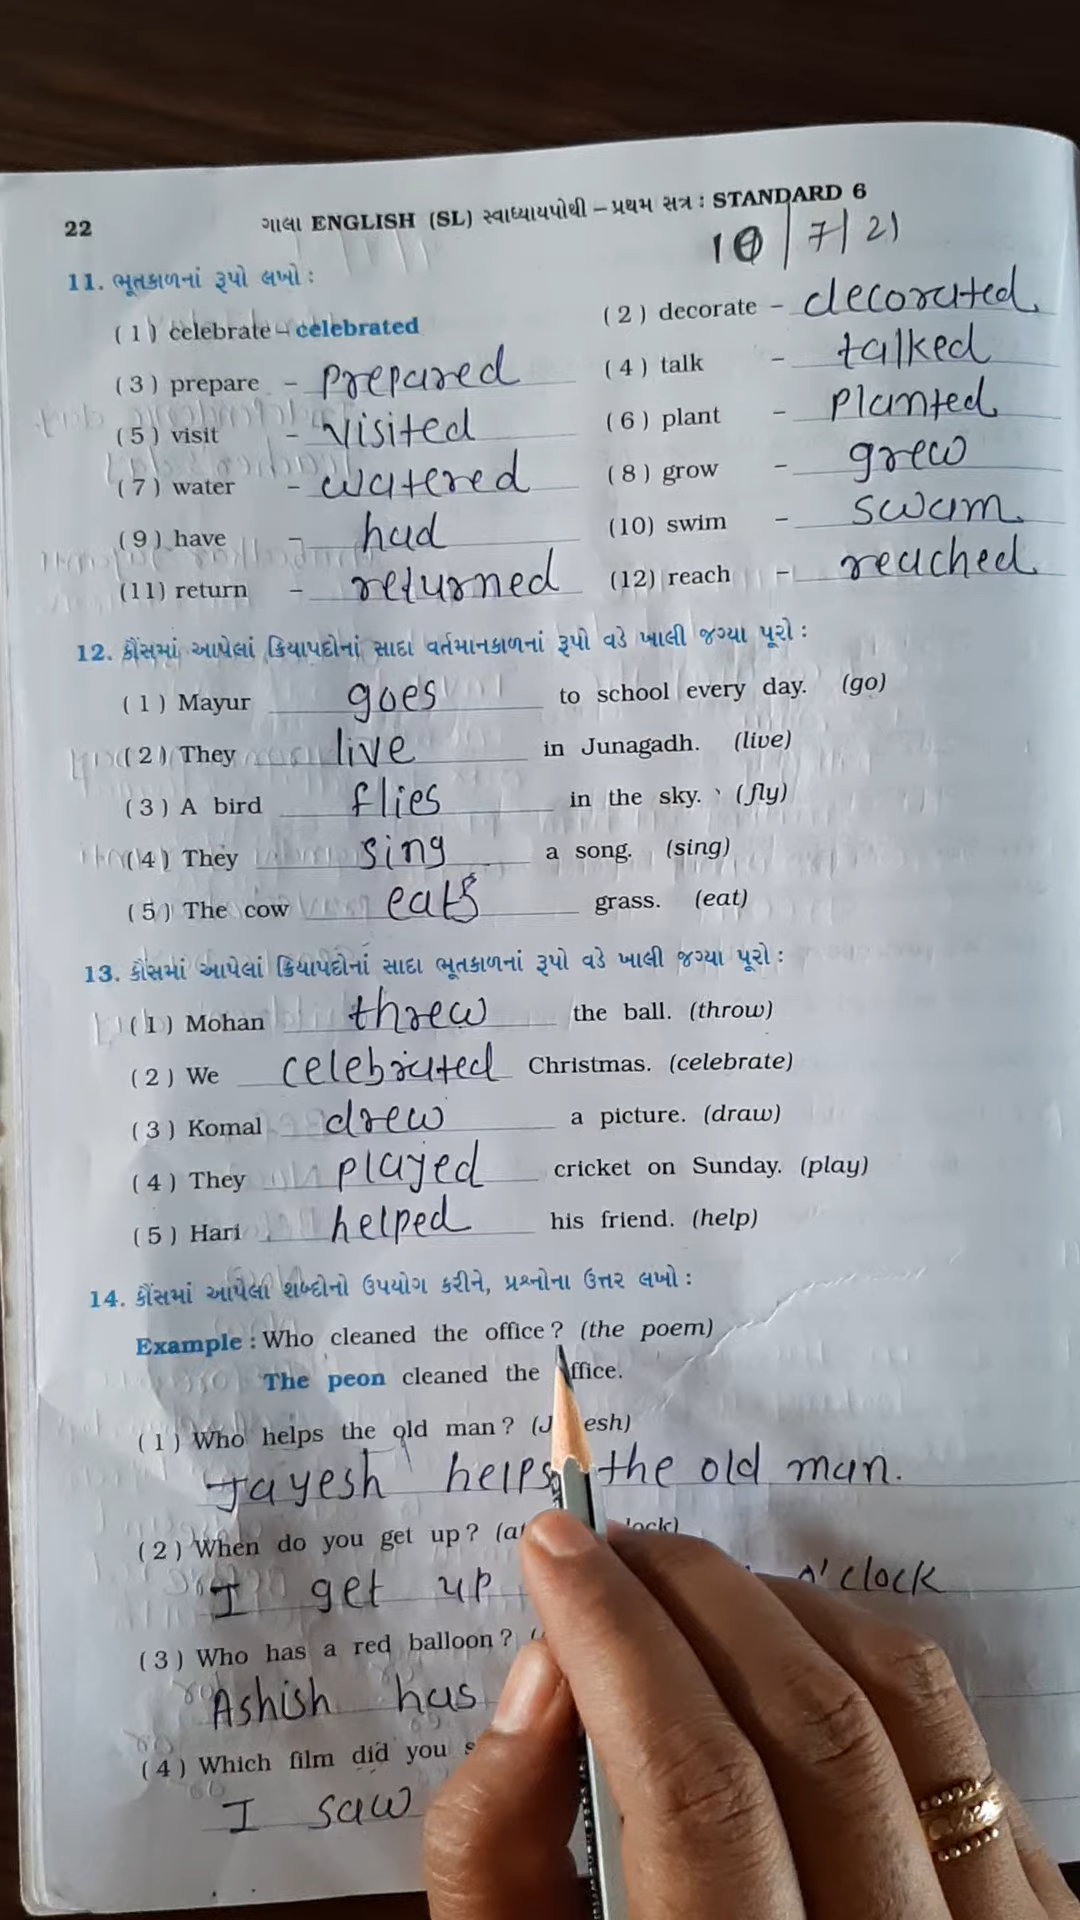 22 ગાલા ENGLISH (SL) સ્વાધ્યાયપોથી – પ્રથમ સત્ર : STANDARD 6
10/7/21
11. ભૂતકાળનાં રૂપો લખો :
(1) celebrate – celebrated (2) decorate – decorated
(3) prepare – prepared (4) talk – talked
(5) visit – visited (6) plant – planted
(7) water – watered (8) grow – grew
(9) have – had (10) swim – swam
(11) return – returned (12) reach – reached
12. કૌંસમાં આપેલાં ક્રિયાપદોનાં સાદા વર્તમાનકાળનાં રૂપો વડે ખાલી જગ્યા પૂરો :
(1) Mayur goes to school every day. (go)
(2) They live in Junagadh. (live)
(3) A bird flies in the sky. (fly)
(4) They sing a song. (sing)
(5) The cow eats grass. (eat)
13. કૌંસમાં આપેલાં ક્રિયાપદોનાં સાદા ભૂતકાળનાં રૂપો વડે ખાલી જગ્યા પૂરો :
(1) Mohan threw the ball. (throw)
(2) We celebrated Christmas. (celebrate)
(3) Komal drew a picture. (draw)
(4) They played cricket on Sunday. (play)
(5) Hari helped his friend. (help)
14. કૌંસમાં આપેલા શબ્દોનો ઉપયોગ કરીને, પ્રશ્નોના ઉત્તર લખો :
Example : Who cleaned the office? (the poem)
The peon cleaned the office.
(1) Who helps the old man?
Jayesh helps the old man.
(2) When do you get up?
I get up o'clock
(3) Who has a red balloon?
Ashish has
(4) Which film did you
I saw